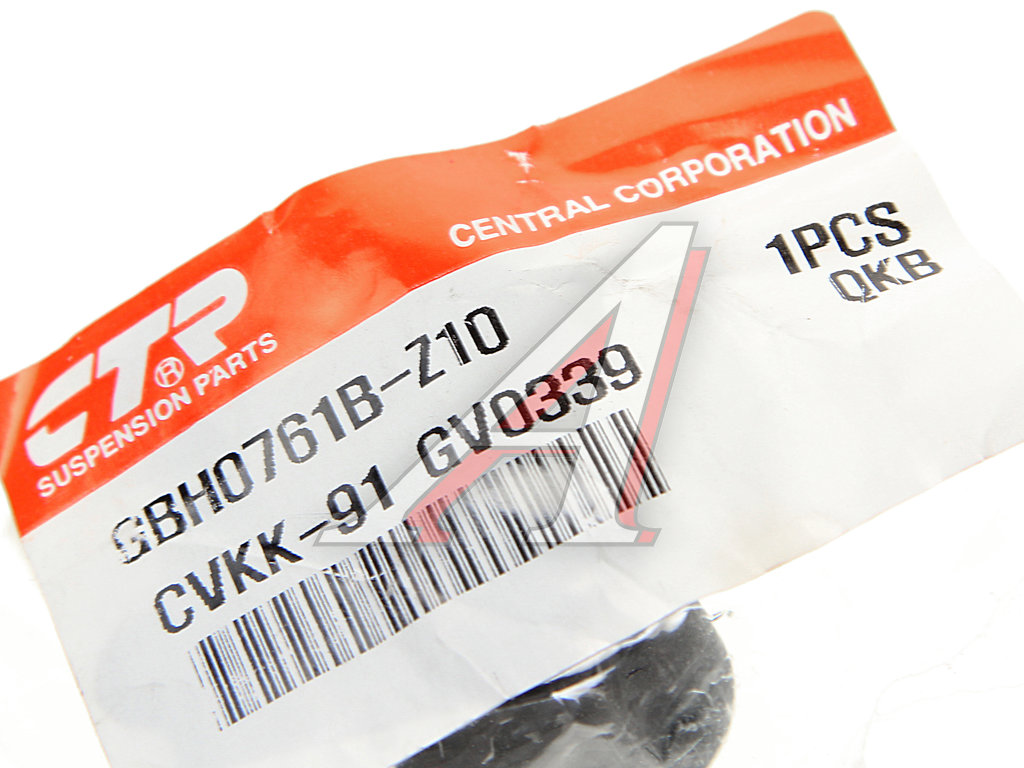 CENTRAL CORPORATION
CTR®
SUSPENSION PARTS
1PCS
QKB
GBH0761B-Z10
CVKK-91 GV0339